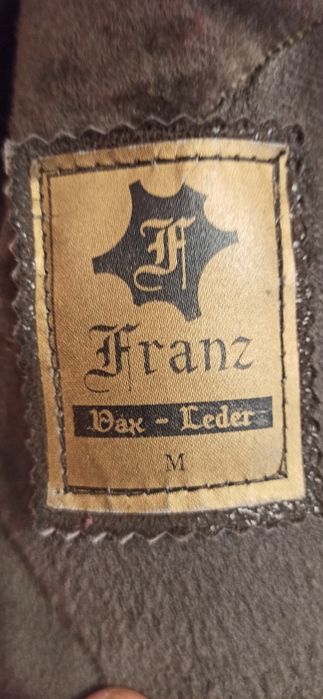 F
Franz
Vax - Leder
M